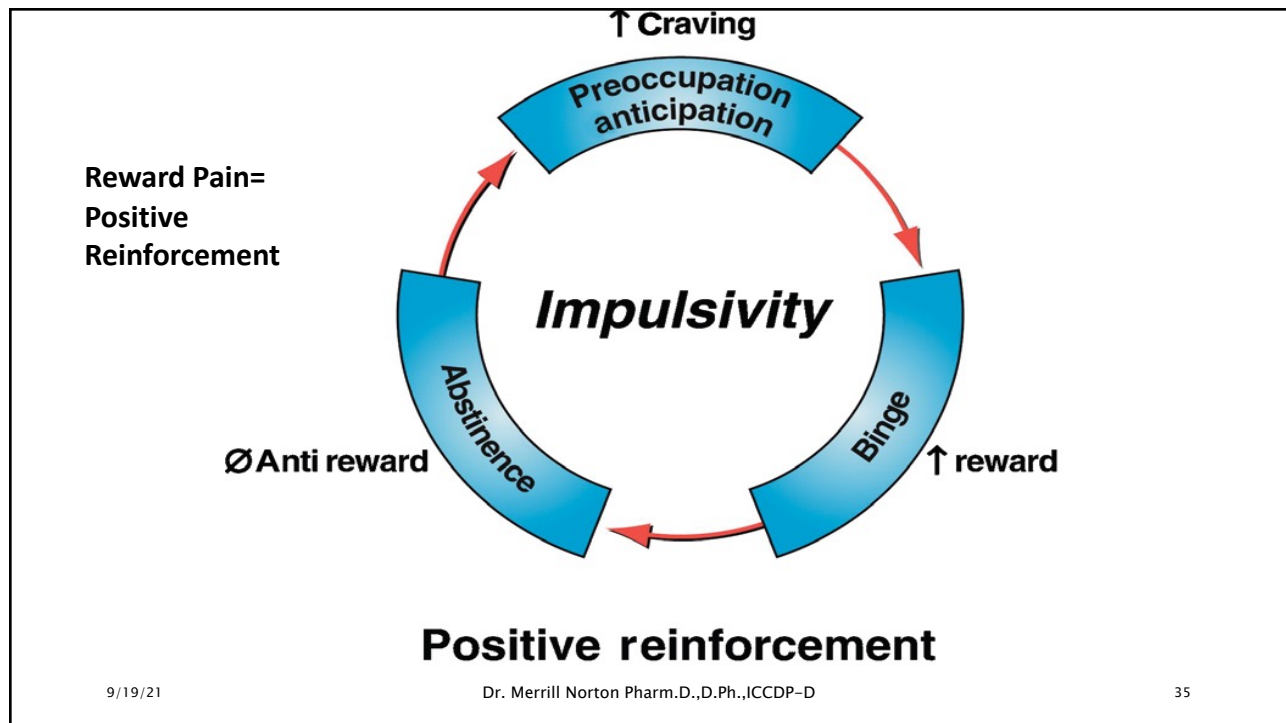 ↑ Craving
Preoccupation
anticipation
Reward Pain=
Positive
Reinforcement
Impulsivity
Abstinence
Binge
Ø Anti reward
↑ reward
Positive reinforcement
9/19/21
Dr. Merrill Norton Pharm.D.,D.Ph.,ICCDP-D
35